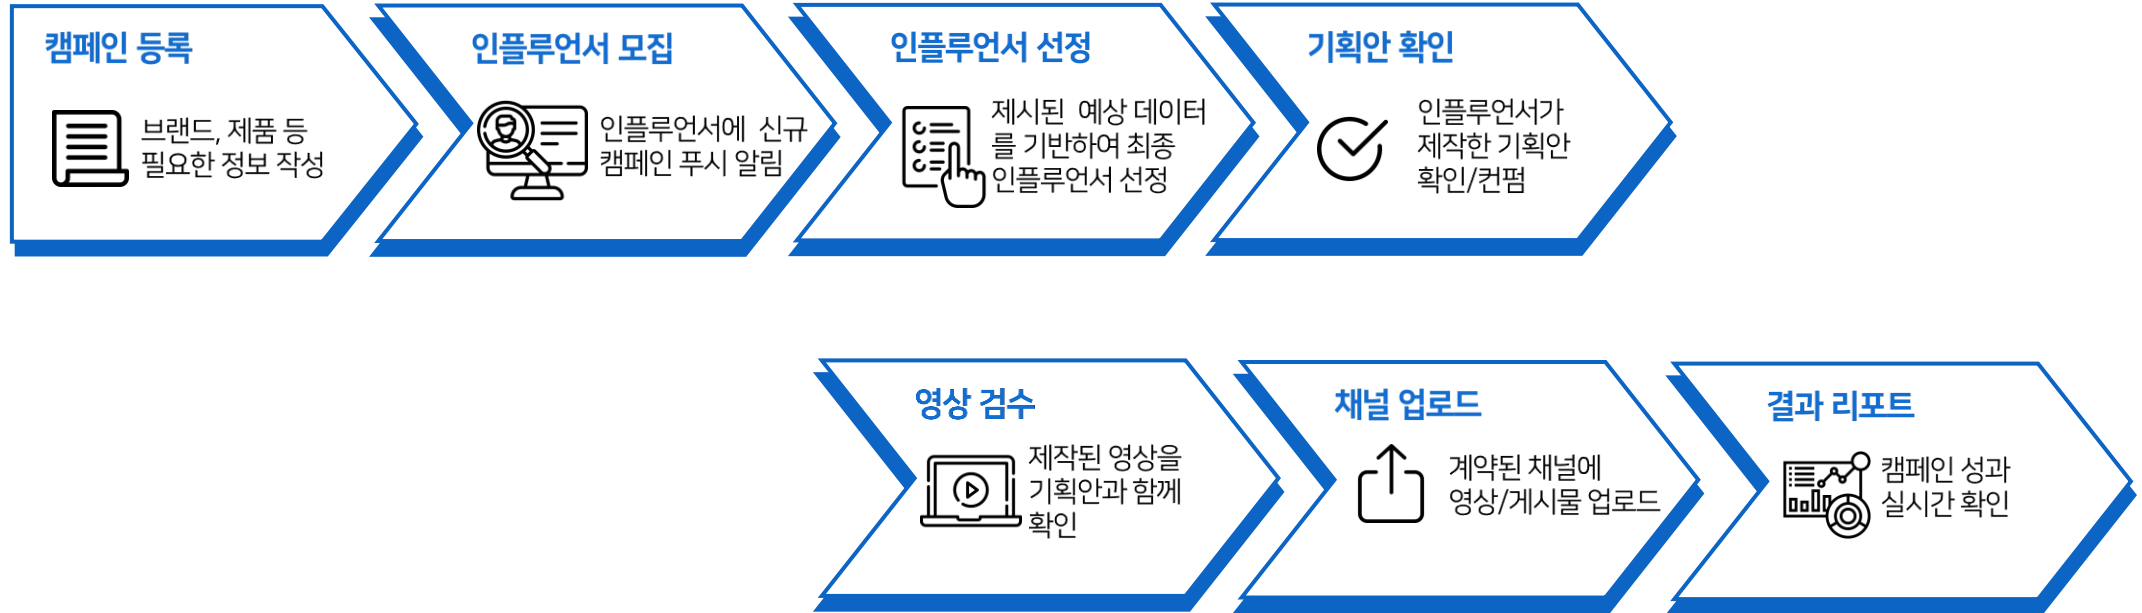 캠페인 등록
브랜드, 제품 등
필요한 정보 작성
인플루언서 모집
인플루언서에 신규
캠페인 푸시 알림
인플루언서 선정
제시된 예상 데이터
를 기반하여 최종
인플루언서 선정
기획안 확인
인플루언서가
제작한 기획안
확인/컨펌
영상 검수
제작된 영상을
기획안과 함께
확인
채널 업로드
계약된 채널에
영상/게시물 업로드
결과 리포트
캠페인 성과
실시간 확인